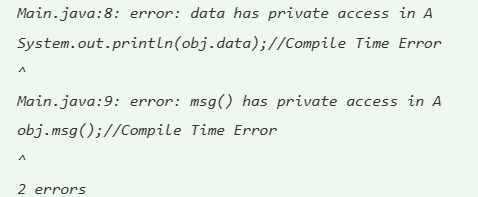 Main.java:8: error: data has private access in A
System.out.println(obj.data);//Compile Time Error
^
Main.java:9: error: msg() has private access in A
obj.msg();//Compile Time Error
^
2 errors